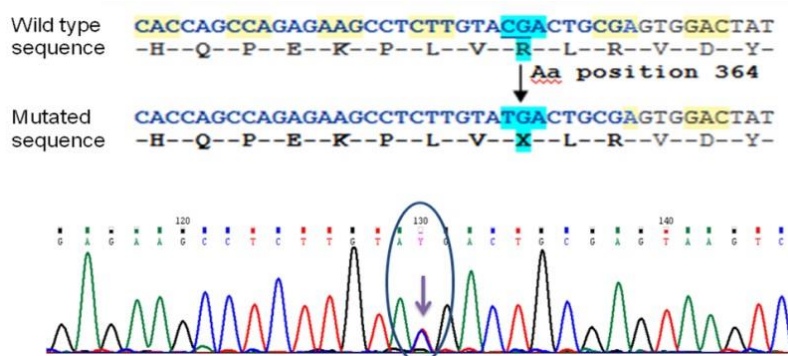 Wild type sequence
CACCAGCCAGAGAAGCCTCTTGTACGACTGCGAGTGGACTAT
--H--Q--P--E--K--P--L--V--R--L--R--V--D--Y-
Aa position 364
Mutated sequence
CACCAGCCAGAGAAGCCTCTTGTATGACTGCGAGTGGACTAT
--H--Q--P--E--K--P--L--V--X--L--R--V--D--Y-
120 130 140
G A G A A G C C T C T T G T A Y G A C T G C G A G T A A G T C